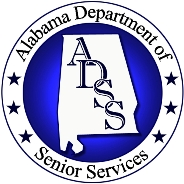 Alabama Department of
ADSS
Senior Services